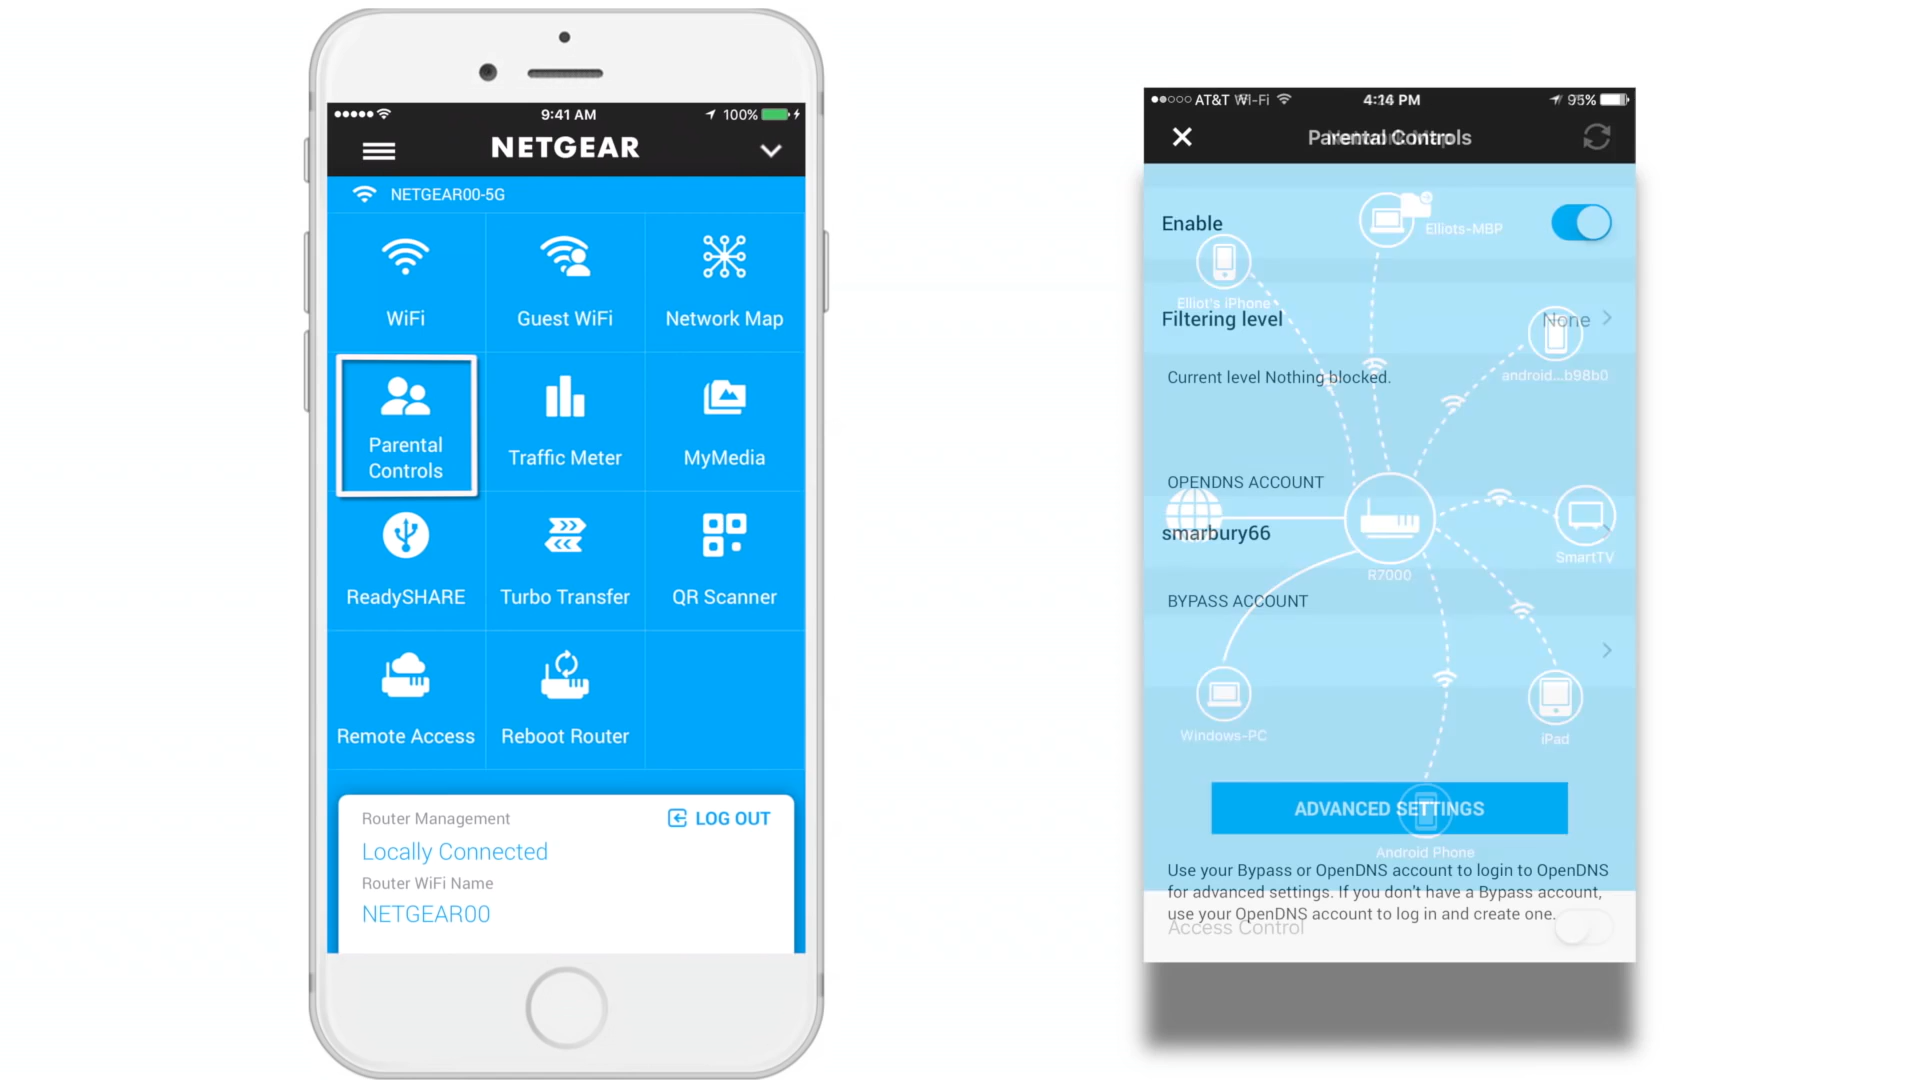 9:41 AM
100%
NETGEAR
NETGEAR00-5G
WiFi
Guest WiFi
Network Map
Parental
Controls
Traffic Meter
MyMedia
ReadySHARE
Turbo Transfer
QR Scanner
Remote Access
Reboot Router
Router Management
LOG OUT
Locally Connected
Router WiFi Name
NETGEAR00
AT&T Wi-Fi
PM
Parental Controls
Enable
Elliots-MBP
Elliot's iPhone
Filtering level
None
android...b98b0
Current level Nothing blocked.
OPENDNS ACCOUNT
smarbury66
SmartTV
R7000
BYPASS ACCOUNT
Windows-PC
iPad
ADVANCED SETTINGS
Android Phone
Use your Bypass or OpenDNS account to login to OpenDNS
for advanced settings. If you don't have a Bypass account,
use your OpenDNS account to log in and create one.
Access Control